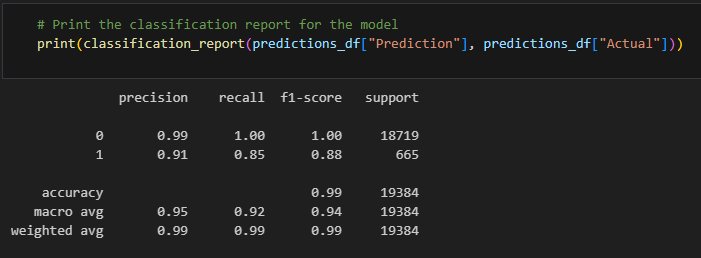 # Print the classification report for the model
print(classification_report(predictions_df["Prediction"], predictions_df["Actual"]))
precision recall f1-score support
0 0.99 1.00 1.00 18719
1 0.91 0.85 0.88 665
accuracy 0.99 19384
macro avg 0.95 0.92 0.94 19384
weighted avg 0.99 0.99 0.99 19384